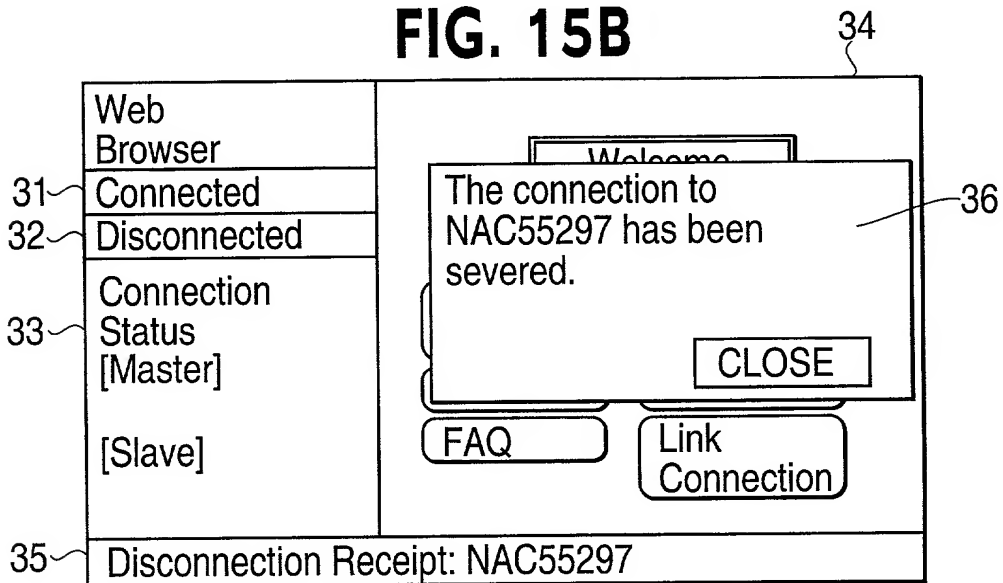 FIG. 15B
34
Web
Browser
31
Connected
32
Disconnected
Connection
33
Status
[Master]
[Slave]
Welcome
The connection to
NAC55297 has been
severed.
36
CLOSE
FAQ
Link
Connection
35
Disconnection Receipt: NAC55297